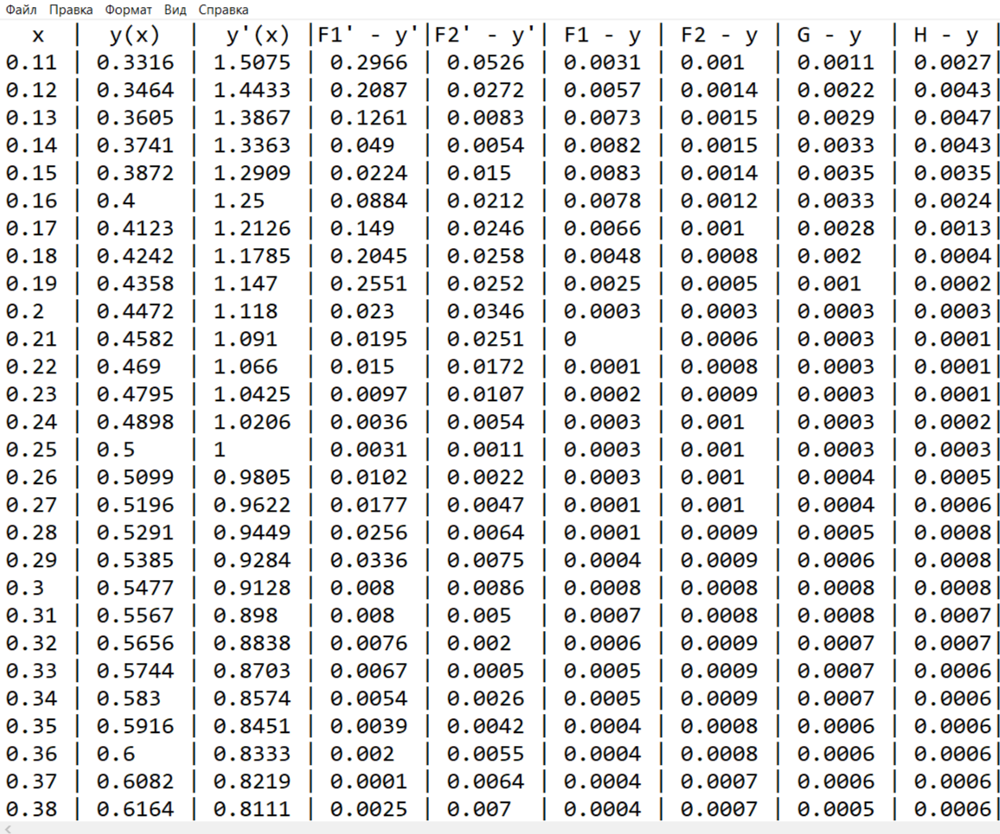 Файл Правка Формат Вид Справка
x | y(x) | y'(x) |F1' - y'|F2' - y'| F1 - y | F2 - y | G - y | H - y |
0.11 | 0.3316 | 1.5075 | 0.2966 | 0.0526 | 0.0031 | 0.001 | 0.0011 | 0.0027|
0.12 | 0.3464 | 1.4433 | 0.2087 | 0.0272 | 0.0057 | 0.0014 | 0.0022 | 0.0043|
0.13 | 0.3605 | 1.3867 | 0.1261 | 0.0083 | 0.0073 | 0.0015 | 0.0029 | 0.0047|
0.14 | 0.3741 | 1.3363 | 0.049 | 0.0054 | 0.0082 | 0.0015 | 0.0033 | 0.0043|
0.15 | 0.3872 | 1.2909 | 0.0224 | 0.015 | 0.0083 | 0.0014 | 0.0035 | 0.0035|
0.16 | 0.4 | 1.25 | 0.0884 | 0.0212 | 0.0078 | 0.0012 | 0.0033 | 0.0024|
0.17 | 0.4123 | 1.2126 | 0.149 | 0.0246 | 0.0066 | 0.001 | 0.0028 | 0.0013|
0.18 | 0.4242 | 1.1785 | 0.2045 | 0.0258 | 0.0048 | 0.0008 | 0.002 | 0.0004|
0.19 | 0.4358 | 1.147 | 0.2551 | 0.0252 | 0.0025 | 0.0005 | 0.001 | 0.0002|
0.2 | 0.4472 | 1.118 | 0.023 | 0.0346 | 0.0003 | 0.0003 | 0.0003 | 0.0003|
0.21 | 0.4582 | 1.091 | 0.0195 | 0.0251 | 0 | 0.0006 | 0.0003 | 0.0001|
0.22 | 0.469 | 1.066 | 0.015 | 0.0172 | 0.0001 | 0.0008 | 0.0003 | 0.0001|
0.23 | 0.4795 | 1.0425 | 0.0097 | 0.0107 | 0.0002 | 0.0009 | 0.0003 | 0.0001|
0.24 | 0.4898 | 1.0206 | 0.0036 | 0.0054 | 0.0003 | 0.001 | 0.0003 | 0.0002|
0.25 | 0.5 | 1 | 0.0031 | 0.0011 | 0.0003 | 0.001 | 0.0003 | 0.0003|
0.26 | 0.5099 | 0.9805 | 0.0102 | 0.0022 | 0.0003 | 0.001 | 0.0004 | 0.0005|
0.27 | 0.5196 | 0.9622 | 0.0177 | 0.0047 | 0.0001 | 0.001 | 0.0004 | 0.0006|
0.28 | 0.5291 | 0.9449 | 0.0256 | 0.0064 | 0.0001 | 0.0009 | 0.0005 | 0.0008|
0.29 | 0.5385 | 0.9284 | 0.0336 | 0.0075 | 0.0004 | 0.0009 | 0.0006 | 0.0008|
0.3 | 0.5477 | 0.9128 | 0.008 | 0.0086 | 0.0008 | 0.0008 | 0.0008 | 0.0008|
0.31 | 0.5567 | 0.898 | 0.008 | 0.005 | 0.0007 | 0.0008 | 0.0008 | 0.0007|
0.32 | 0.5656 | 0.8838 | 0.0076 | 0.002 | 0.0006 | 0.0009 | 0.0007 | 0.0007|
0.33 | 0.5744 | 0.8703 | 0.0067 | 0.0005 | 0.0005 | 0.0009 | 0.0007 | 0.0006|
0.34 | 0.583 | 0.8574 | 0.0054 | 0.0026 | 0.0005 | 0.0009 | 0.0007 | 0.0006|
0.35 | 0.5916 | 0.8451 | 0.0039 | 0.0042 | 0.0004 | 0.0008 | 0.0006 | 0.0006|
0.36 | 0.6 | 0.8333 | 0.002 | 0.0055 | 0.0004 | 0.0008 | 0.0006 | 0.0006|
0.37 | 0.6082 | 0.8219 | 0.0001 | 0.0064 | 0.0004 | 0.0007 | 0.0006 | 0.0006|
0.38 | 0.6164 | 0.8111 | 0.0025 | 0.007 | 0.0004 | 0.0007 | 0.0005 | 0.0006|